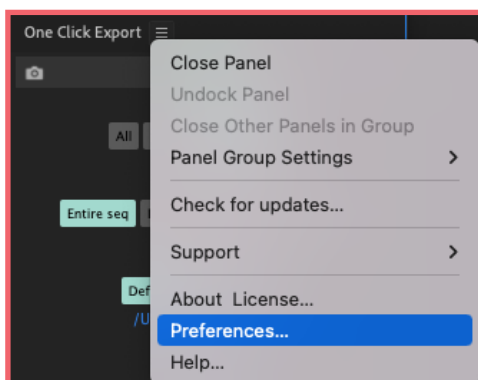 One Click Export
Close Panel
Undock Panel
Close Other Panels in Group
All
Panel Group Settings
Check for updates...
Entire seq
Support
About License...
/U
Preferences...
Help...